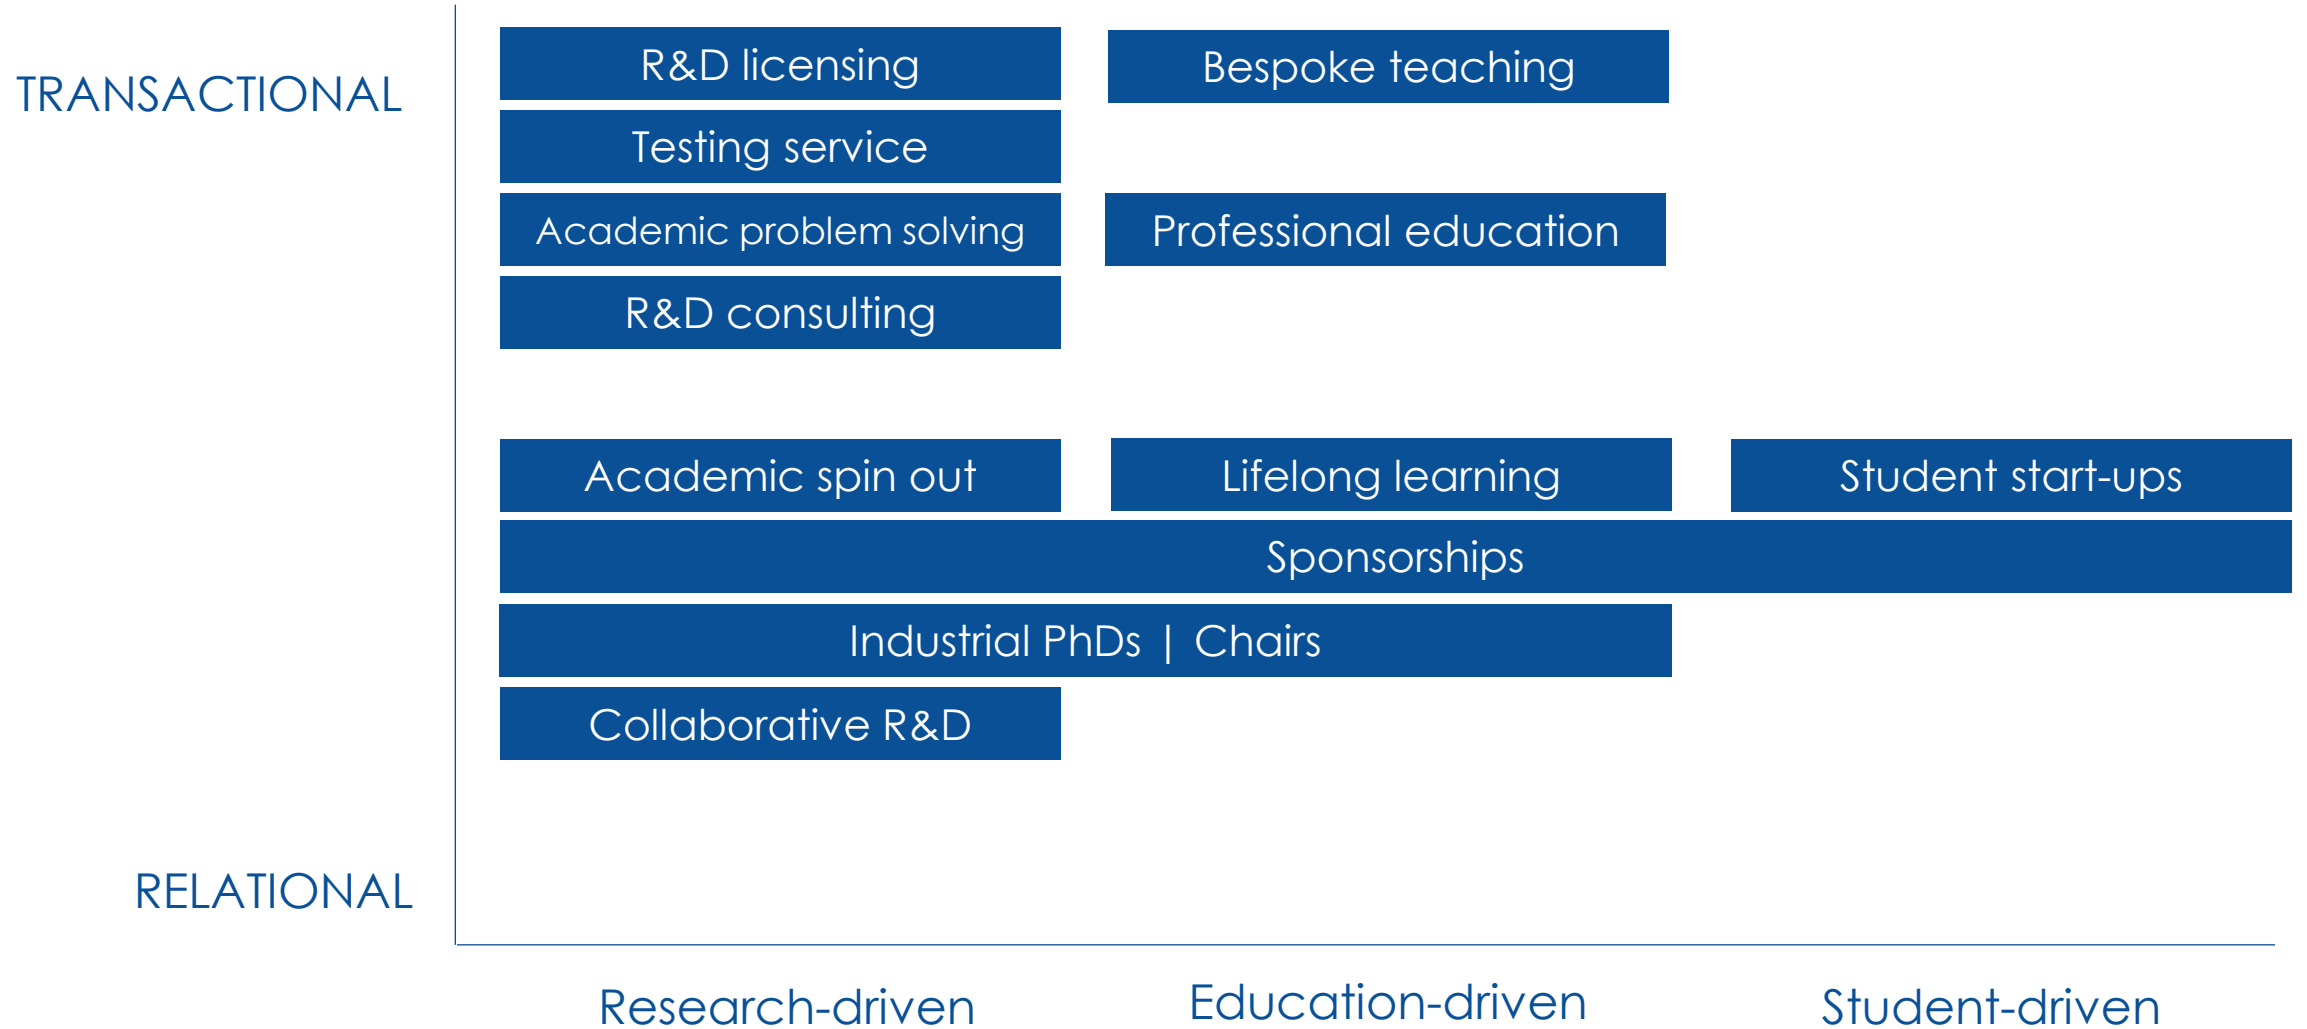 TRANSACTIONAL
R&D licensing
Bespoke teaching
Testing service
Academic problem solving
Professional education
R&D consulting
Academic spin out
Lifelong learning
Student start-ups
Sponsorships
Industrial PhDs | Chairs
Collaborative R&D
RELATIONAL
Research-driven
Education-driven
Student-driven